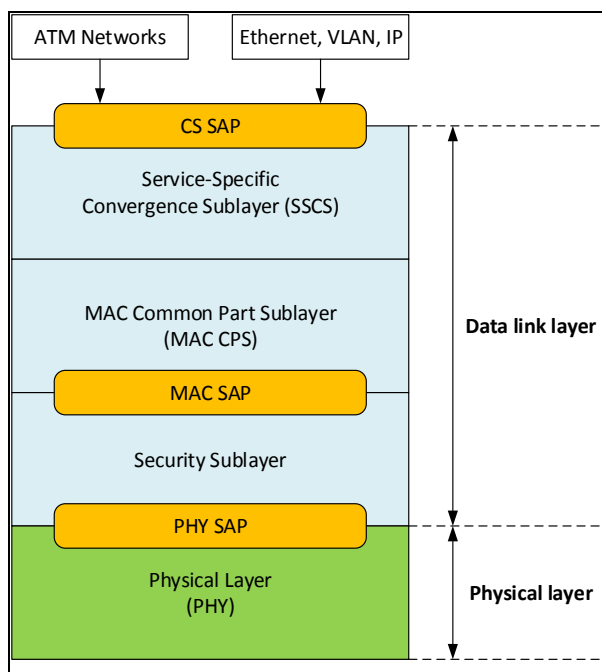 ATM Networks
Ethernet, VLAN, IP
CS SAP
Service-Specific
Convergence Sublayer (SSCS)
MAC Common Part Sublayer
(MAC CPS)
Data link layer
MAC SAP
Security Sublayer
PHY SAP
Physical Layer
(PHY)
Physical layer